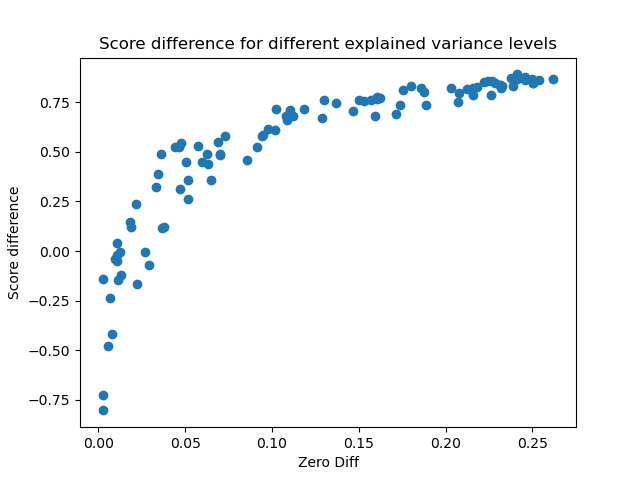 Score difference for different explained variance levels
Score difference
0.75
0.50
0.25
0.00
−0.25
−0.50
−0.75
0.00 0.05 0.10 0.15 0.20 0.25
Zero Diff